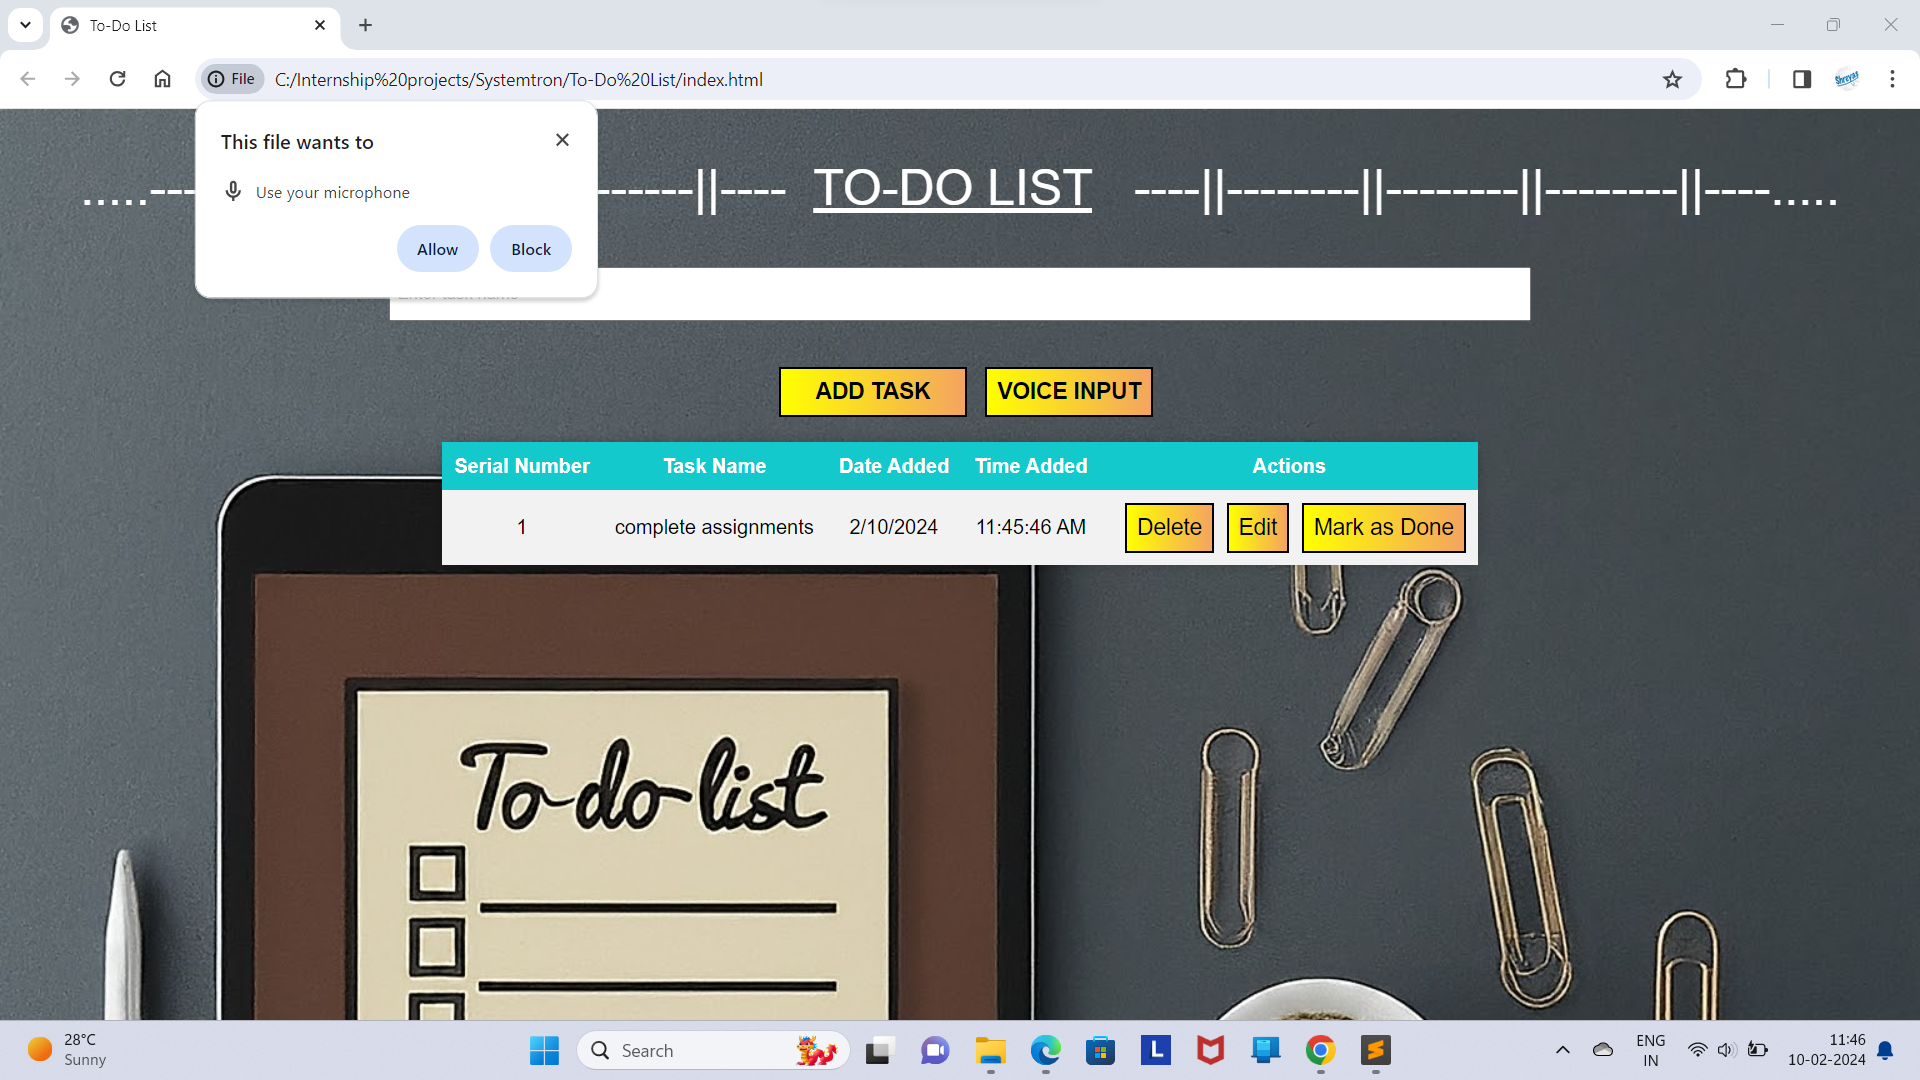 To-Do List
File
C:/Internship%20projects/Systemtron/To-Do%20List/index.html
Shreyas
This file wants to
Use your microphone
Allow
Block
.....---
------||----
TO-DO LIST
----||--------||--------||--------||----.....
ADD TASK
VOICE INPUT
Serial Number Task Name Date Added Time Added Actions
1 complete assignments 2/10/2024 11:45:46 AM Delete Edit Mark as Done
To-do-list
28°C
Sunny
Search
L
ENG
IN
11:46
10-02-2024